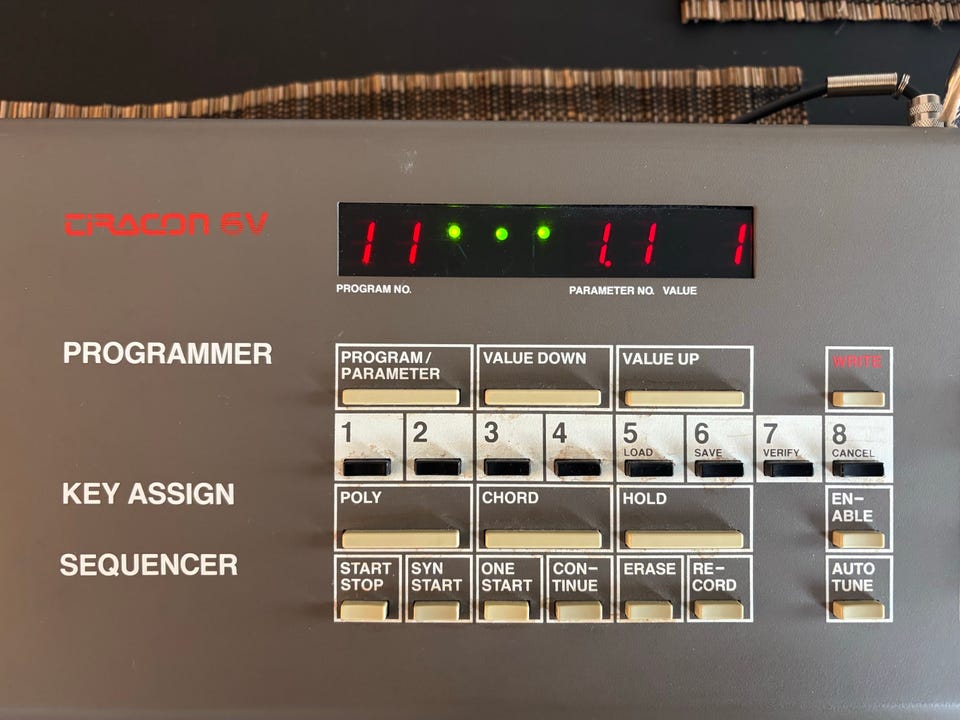 TIRACON 6V
11 1.1 1
PROGRAM NO.
PARAMETER NO. VALUE
PROGRAMMER
PROGRAM/
PARAMETER
VALUE DOWN
VALUE UP
WRITE
1
2
3
4
5
LOAD
6
SAVE
7
VERIFY
8
CANCEL
KEY ASSIGN
POLY
CHORD
HOLD
EN-
ABLE
SEQUENCER
START
STOP
SYN
START
ONE
START
CON-
TINUE
ERASE
RE-
CORD
AUTO
TUNE